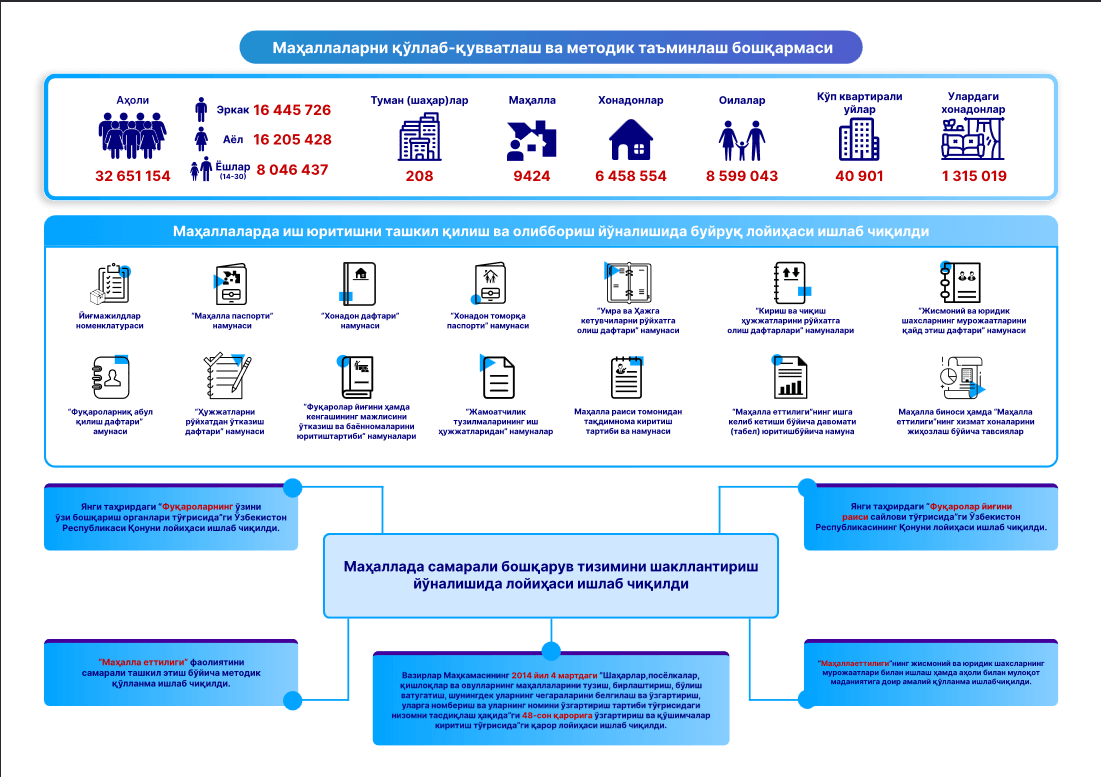 Маҳаллаларни қўллаб-қувватлаш ва методик таъминлаш бошқармаси
Аҳоли
32 651 154
Эркак 16 445 726
Аёл 16 205 428
Ёшлар 8 046 437
(14-30)
Туман (шаҳар)лар
208
Маҳалла
9424
Хонадонлар
6 458 554
Оилалар
8 599 043
Кўп квартирали
уйлар
40 901
Улардаги
хонадонлар
1 315 019
Маҳаллаларда иш юритишни ташкил қилиш ва олиббориш йўналишида буйруқ лойиҳаси ишлаб чиқилди
Йиғмажилдлар
номенклатураси
"Маҳалла паспорти"
намунаси
"Хонадон дафтари"
намунаси
"Хонадон томорқа
паспорти" намунаси
"Умра ва Ҳажга
кетувчиларни рўйхатга
олиш дафтари" намунаси
"Кириш ва чиқиш
ҳужжатларини рўйхатга
олиш дафтарлари" намуналари
"Жисмоний ва юридик
шахсларнинг мурожаатларини
қайд этиш дафтари" намунаси
"Фуқароларниқ абул
қилиш дафтари"
амунаси
"Ҳужжатларни
рўйхатдан ўтказиш
дафтари" намунаси
"Фуқаролар йиғини ҳамда
кенгашининг мажлисини
ўтказиш ва баённомаларини
юритиштартиби" намуналари
"Жамоатчилик
тузилмаларининг иш
ҳужжатларидан" намуналар
Маҳалла раиси томонидан
тақдимнома киритиш
тартиби ва намунаси
"Маҳалла еттилиги"нинг ишга
келиб кетиши бўйича давомати
(табел) юритишбўйича намуна
Маҳалла биноси ҳамда "Маҳалла
еттилиги"нинг хизмат хоналарини
жиҳозлаш бўйича тавсиялар
Янги таҳрирдаги "Фуқароларнинг ўзини
ўзи бошқариш органлари тўғрисида"ги Ўзбекистон
Республикаси Қонуни лойиҳаси ишлаб чиқилди.
Янги таҳрирдаги "Фуқаролар йиғини
раиси сайлови тўғрисида"ги Ўзбекистон
Республикасининг Қонуни лойиҳаси ишлаб чиқилди.
Маҳаллада самарали бошқарув тизимини шакллантириш
йўналишида лойиҳаси ишлаб чиқилди
"Маҳалла еттилиги" фаолиятини
самарали ташкил этиш бўйича методик
қўлланма ишлаб чиқилди.
Вазирлар Маҳкамасининг 2014 йил 4 мартдаги "Шаҳарлар,посёлкалар,
қишлоқлар ва овулларнинг маҳаллаларини тузиш, бирлаштириш, бўлиш
ватугатиш, шунингдек уларнинг чегараларини белгилаш ва ўзгартириш,
уларга номбериш ва уларнинг номини ўзгартириш тартиби тўғрисидаги
низомни тасдиқлаш ҳақида"ги 48-сон қарорига ўзгартириш ва қўшимчалар
киритиш тўғрисида"ги қарор лойиҳаси ишлаб чиқилди.
"Маҳаллаеттилиги"нинг жисмоний ва юридик шахсларнинг
мурожаатлари билан ишлаш ҳамда аҳоли билан мулоқот
маданиятига доир амалий қўлланма ишлабчиқилди.